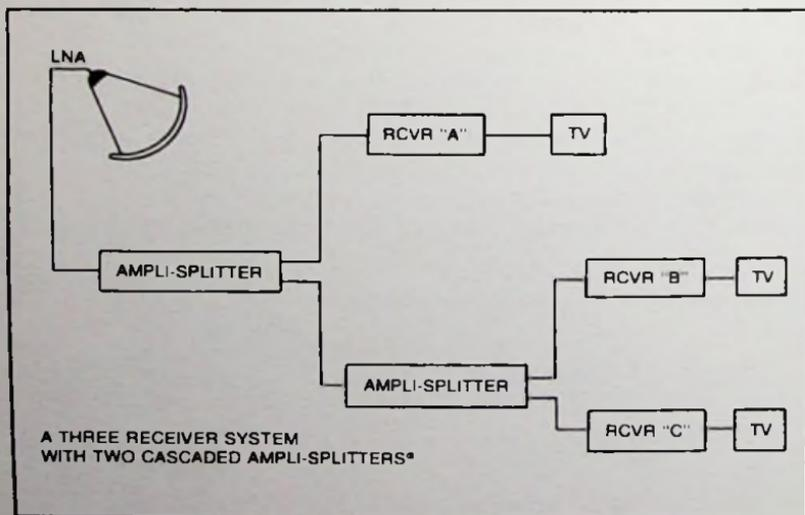 LNA
RCVR "A"
TV
AMPLI-SPLITTER
RCVR "B"
TV
AMPLI-SPLITTER
RCVR "C"
TV
A THREE RECEIVER SYSTEM
WITH TWO CASCADED AMPLI-SPLITTERS®